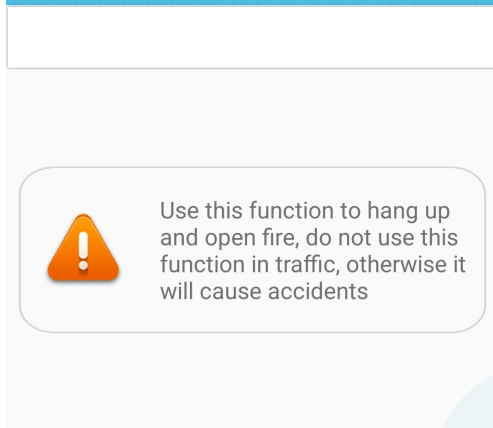 Use this function to hang up
and open fire, do not use this
function in traffic, otherwise it
will cause accidents